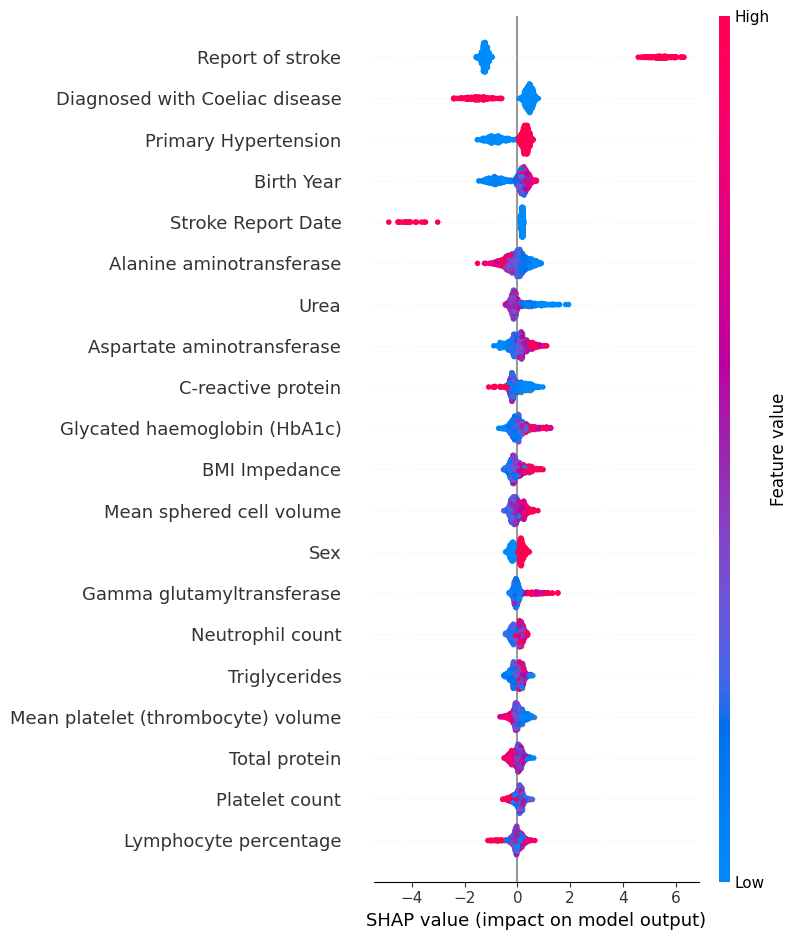 High
Report of stroke
Diagnosed with Coeliac disease
Primary Hypertension
Birth Year
Stroke Report Date
Alanine aminotransferase
Urea
Aspartate aminotransferase
C-reactive protein
Glycated haemoglobin (HbA1c)
BMI Impedance
Mean sphered cell volume
Sex
Gamma glutamyltransferase
Neutrophil count
Triglycerides
Mean platelet (thrombocyte) volume
Total protein
Platelet count
Lymphocyte percentage
Feature value
Low
−4 −2 0 2 4 6
SHAP value (impact on model output)